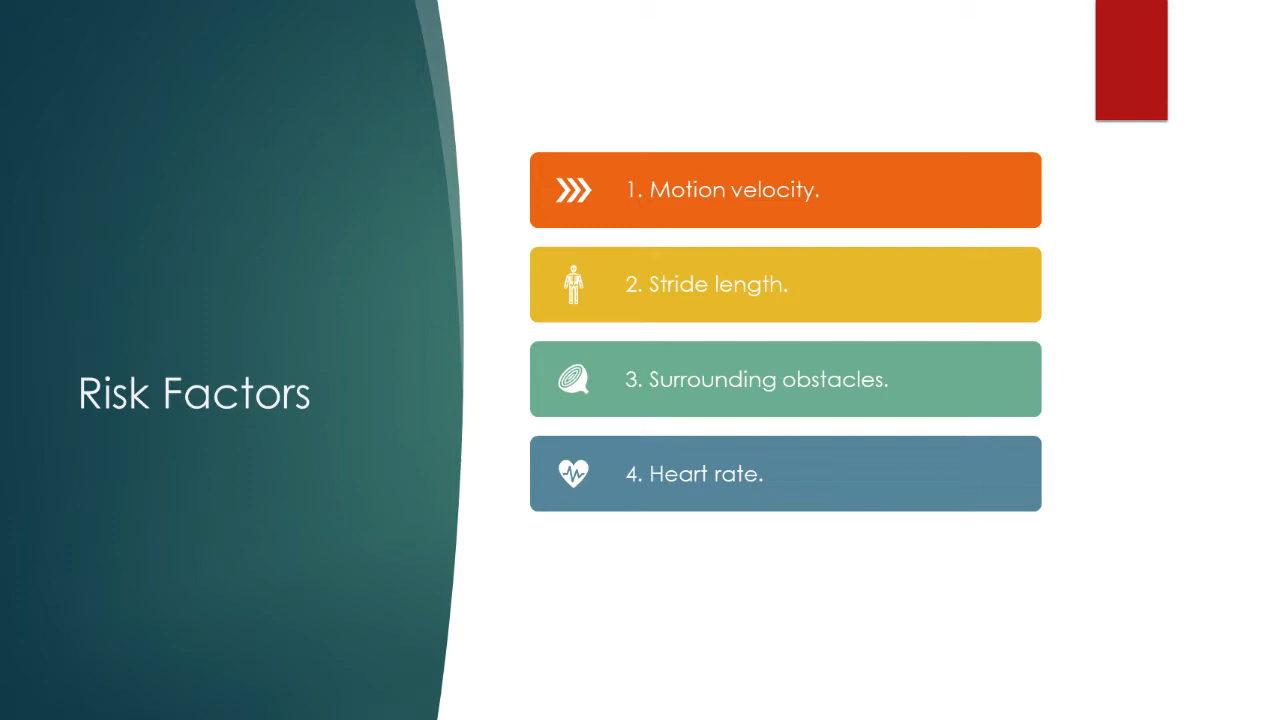 Risk Factors
1. Motion velocity.
2. Stride length.
3. Surrounding obstacles.
4. Heart rate.